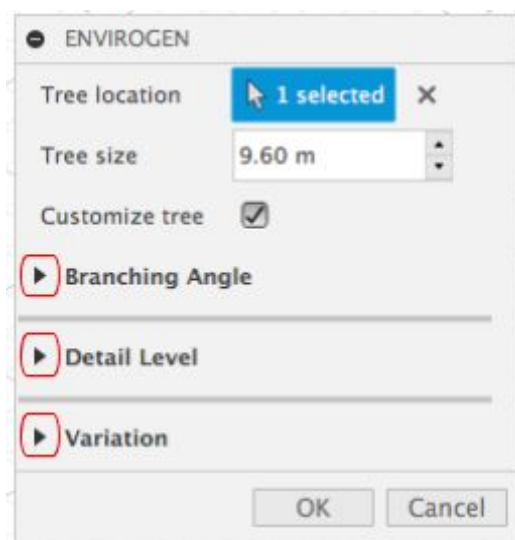 ENVIROGEN
Tree location 1 selected
Tree size 9.60 m
Customize tree
Branching Angle
Detail Level
Variation
OK Cancel